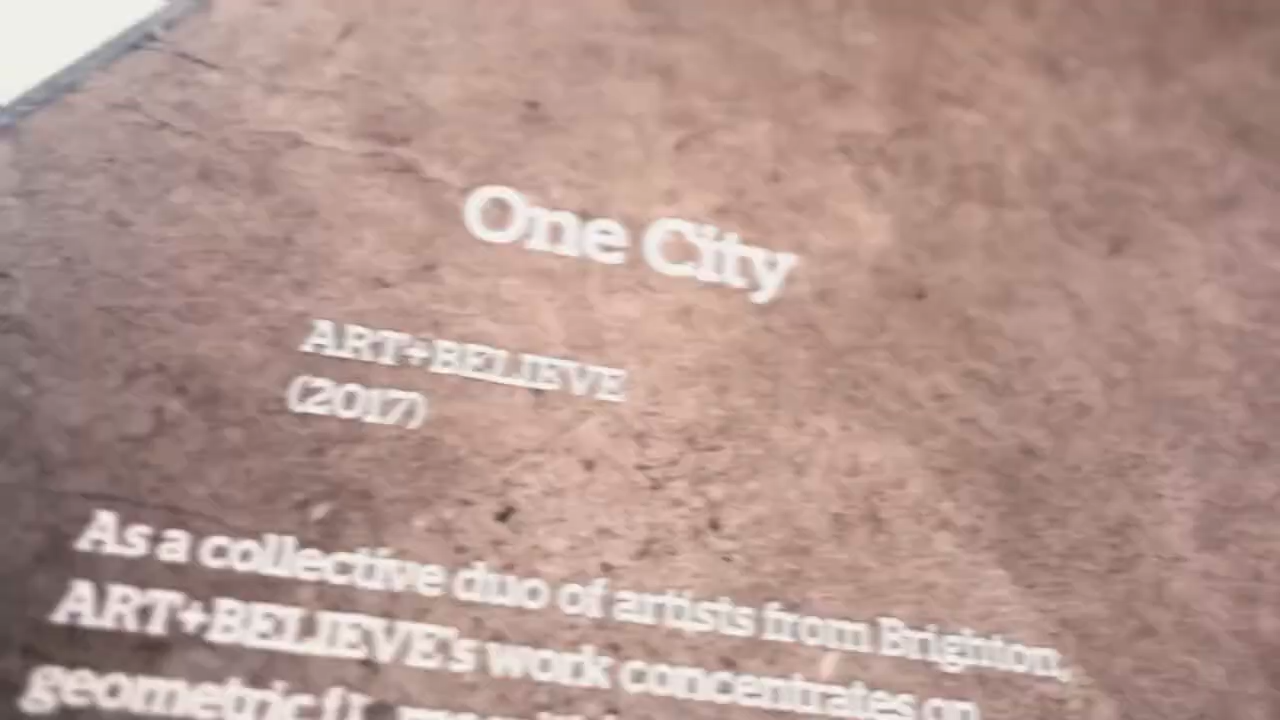 One City
ART+BELIEVE
(2017)
As a collective duo of artists from Brighton,
ART+BELIEVE's work concentrates on
geometric